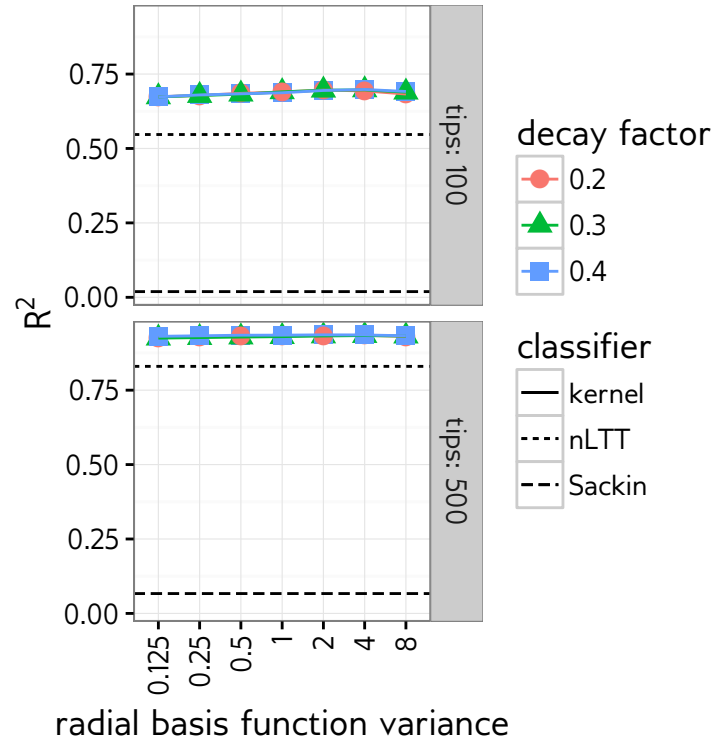 0.75
0.50
0.25
0.00
tips: 100
R²
0.75
0.50
0.25
0.00
tips: 500
0.125
0.25
0.5
1
2
4
8
radial basis function variance
decay factor
0.2
0.3
0.4
classifier
kernel
nLTT
Sackin